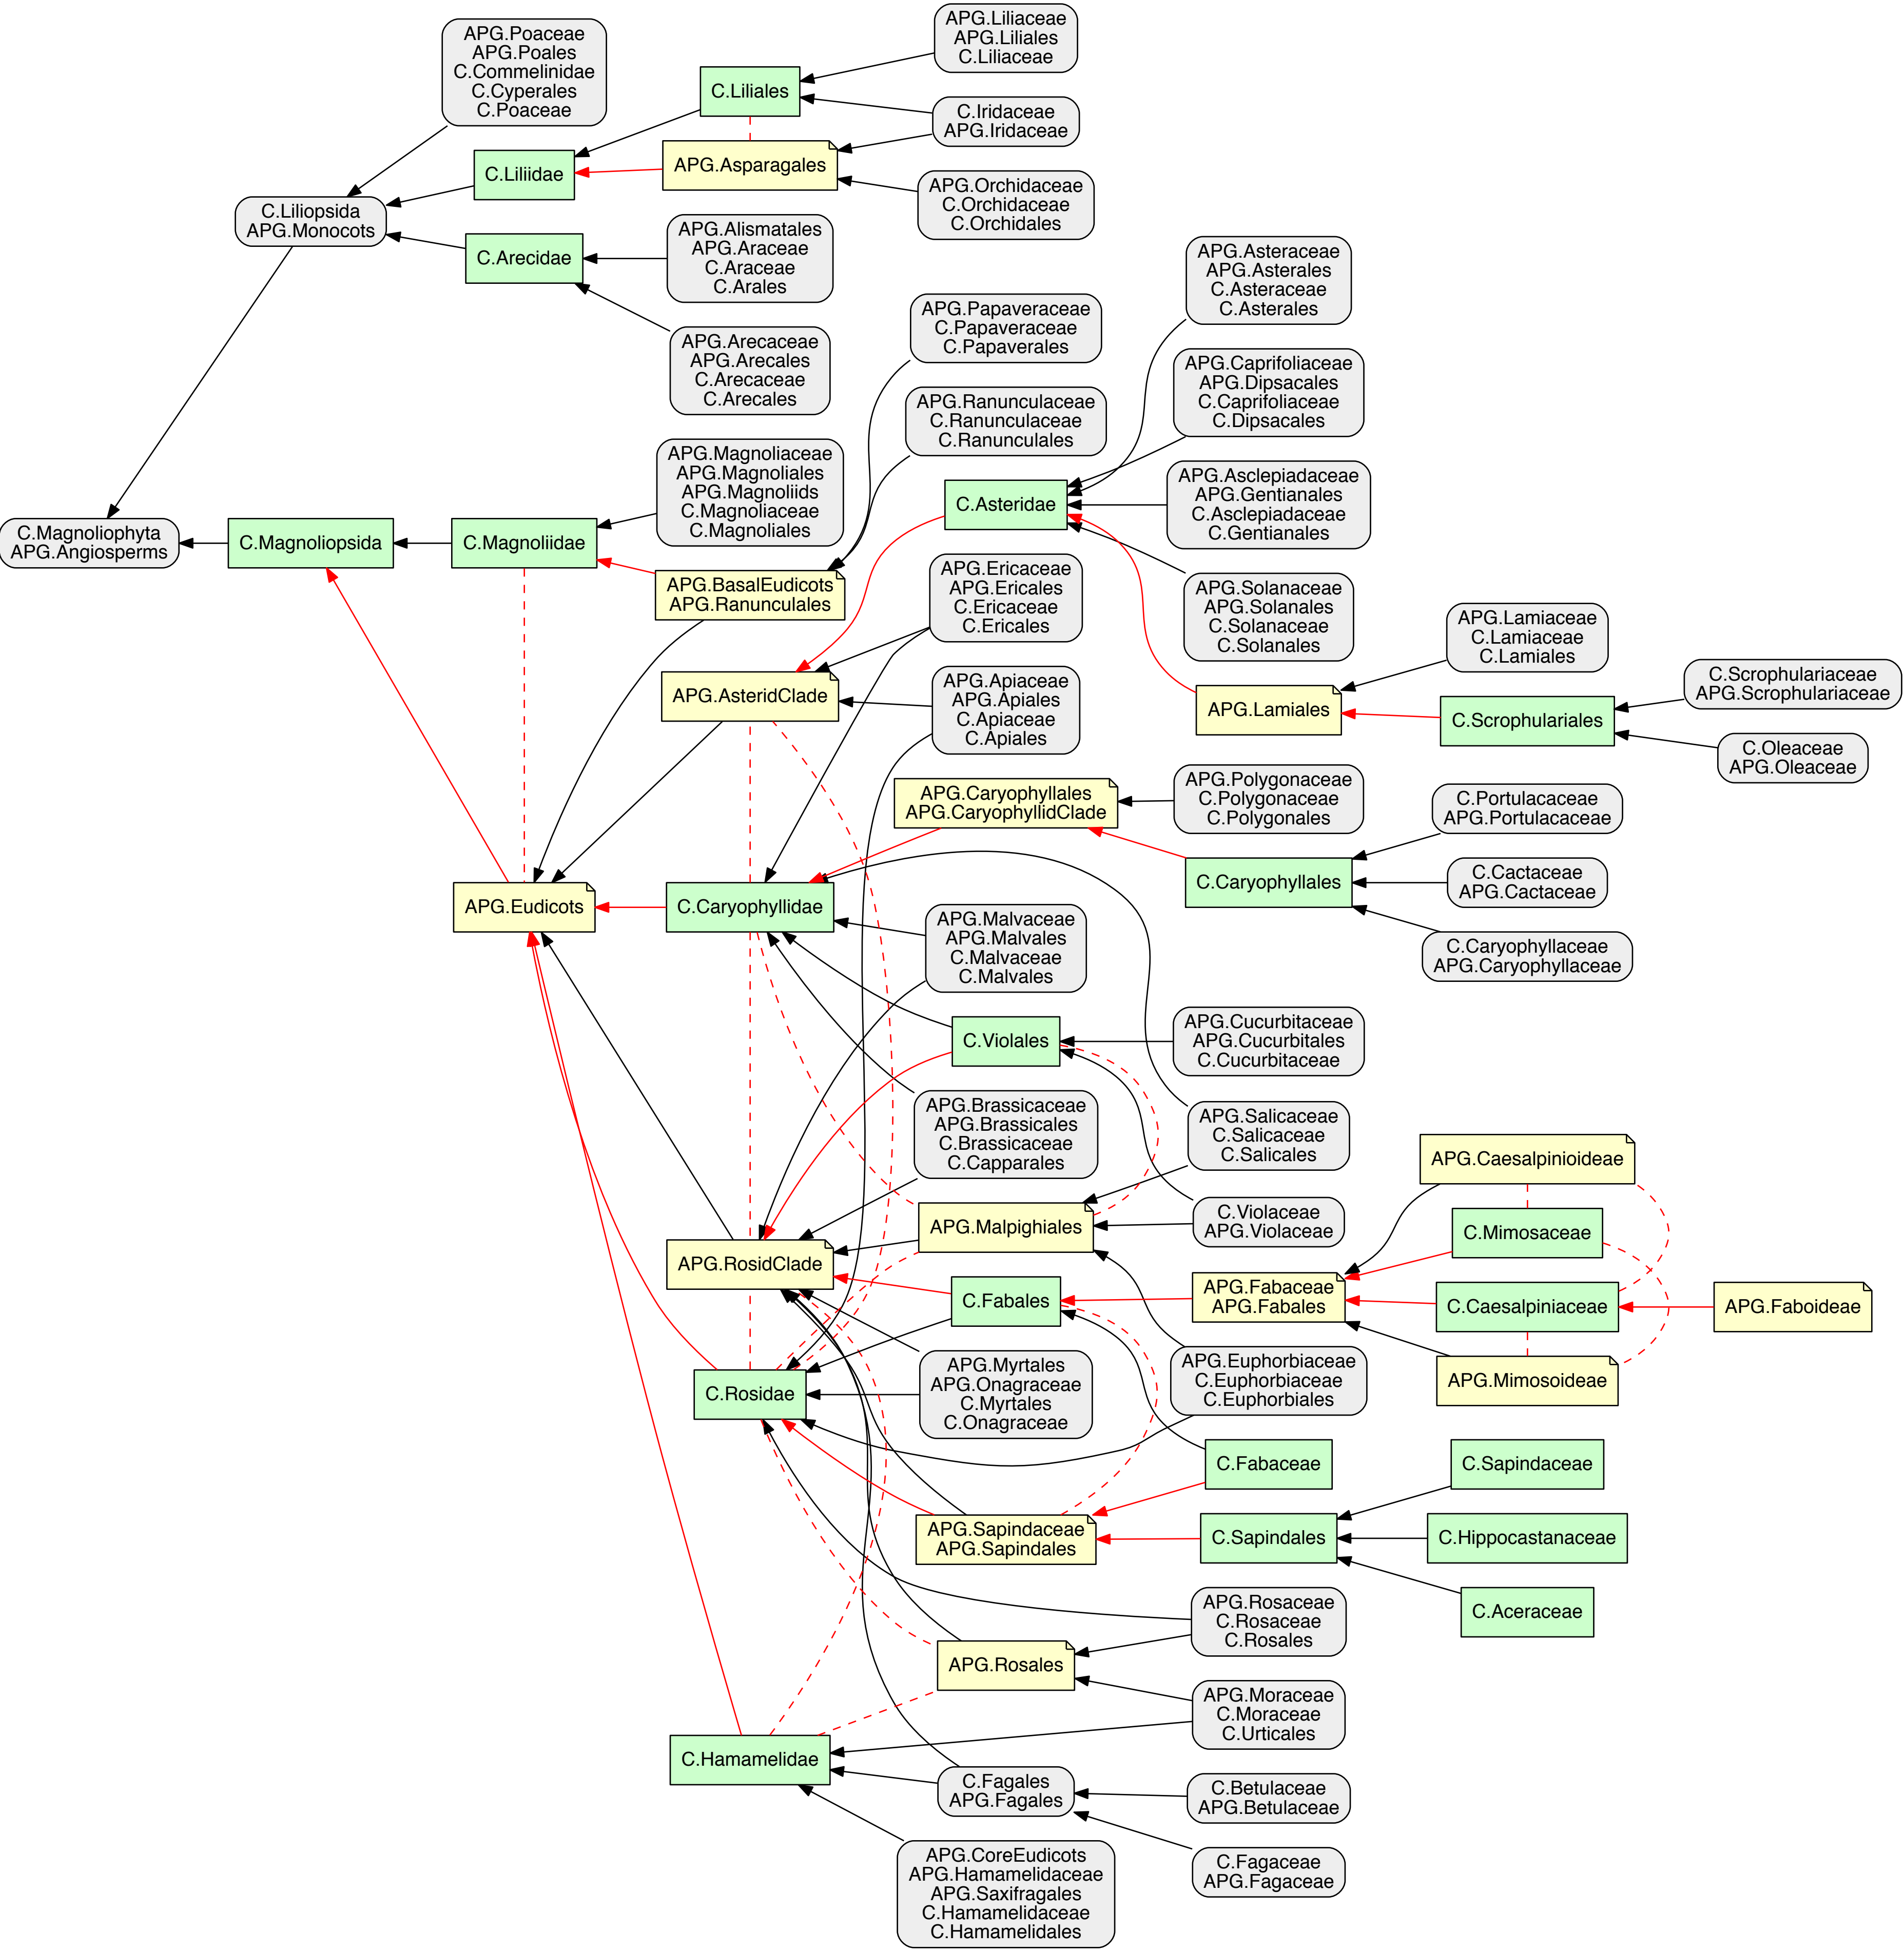 APG.Liliaceae
APG.Liliales
C.Liliaceae
APG.Poaceae
APG.Poales
C.Commelinidae
C.Cyperales
C.Poaceae
C.Liliales
C.Iridaceae
APG.Iridaceae
APG.Asparagales
C.Liliidae
APG.Orchidaceae
C.Orchidaceae
C.Orchidales
C.Liliopsida
APG.Monocots
APG.Alismatales
APG.Araceae
C.Araceae
C.Arales
C.Arecidae
APG.Asteraceae
APG.Asterales
C.Asteraceae
C.Asterales
APG.Papaveraceae
C.Papaveraceae
C.Papaverales
APG.Arecaceae
APG.Arecales
C.Arecaceae
C.Arecales
APG.Caprifoliaceae
APG.Dipsacales
C.Caprifoliaceae
C.Dipsacales
APG.Ranunculaceae
C.Ranunculaceae
C.Ranunculales
APG.Magnoliaceae
APG.Magnoliales
APG.Magnoliids
C.Magnoliaceae
C.Magnoliales
APG.Asclepiadaceae
APG.Gentianales
C.Asclepiadaceae
C.Gentianales
C.Asteridae
C.Magnoliophyta
APG.Angiosperms
C.Magnoliopsida
C.Magnoliidae
APG.BasalEudicots
APG.Ranunculales
APG.Ericaceae
APG.Ericales
C.Ericaceae
C.Ericales
APG.Solanaceae
APG.Solanales
C.Solanaceae
C.Solanales
APG.Lamiaceae
C.Lamiaceae
C.Lamiales
APG.AsteridClade
APG.Apiaceae
APG.Apiales
C.Apiaceae
C.Apiales
APG.Lamiales
C.Scrophulariales
C.Scrophulariaceae
APG.Scrophulariaceae
C.Oleaceae
APG.Oleaceae
APG.Caryophyllales
APG.CaryophyllidClade
APG.Polygonaceae
C.Polygonaceae
C.Polygonales
C.Portulacaceae
APG.Portulacaceae
C.Caryophyllales
C.Cactaceae
APG.Cactaceae
APG.Eudicots
C.Caryophyllidae
APG.Malvaceae
APG.Malvales
C.Malvaceae
C.Malvales
C.Caryophyllaceae
APG.Caryophyllaceae
C.Violales
APG.Cucurbitaceae
APG.Cucurbitales
C.Cucurbitaceae
APG.Brassicaceae
APG.Brassicales
C.Brassicaceae
C.Capparales
APG.Salicaceae
C.Salicaceae
C.Salicales
APG.Caesalpinioideae
APG.Malpighiales
C.Violaceae
APG.Violaceae
C.Mimosaceae
APG.RosidClade
C.Fabales
APG.Fabaceae
APG.Fabales
C.Caesalpiniaceae
APG.Faboideae
C.Rosidae
APG.Myrtales
APG.Onagraceae
C.Myrtales
C.Onagraceae
APG.Euphorbiaceae
C.Euphorbiaceae
C.Euphorbiales
APG.Mimosoideae
C.Fabaceae
C.Sapindaceae
APG.Sapindaceae
APG.Sapindales
C.Sapindales
C.Hippocastanaceae
C.Aceraceae
APG.Rosaceae
C.Rosaceae
C.Rosales
APG.Rosales
APG.Moraceae
C.Moraceae
C.Urticales
C.Hamamelidae
C.Fagales
APG.Fagales
C.Betulaceae
APG.Betulaceae
C.Fagaceae
APG.Fagaceae
APG.CoreEudicots
APG.Hamamelidaceae
APG.Saxifragales
C.Hamamelidaceae
C.Hamamelidales